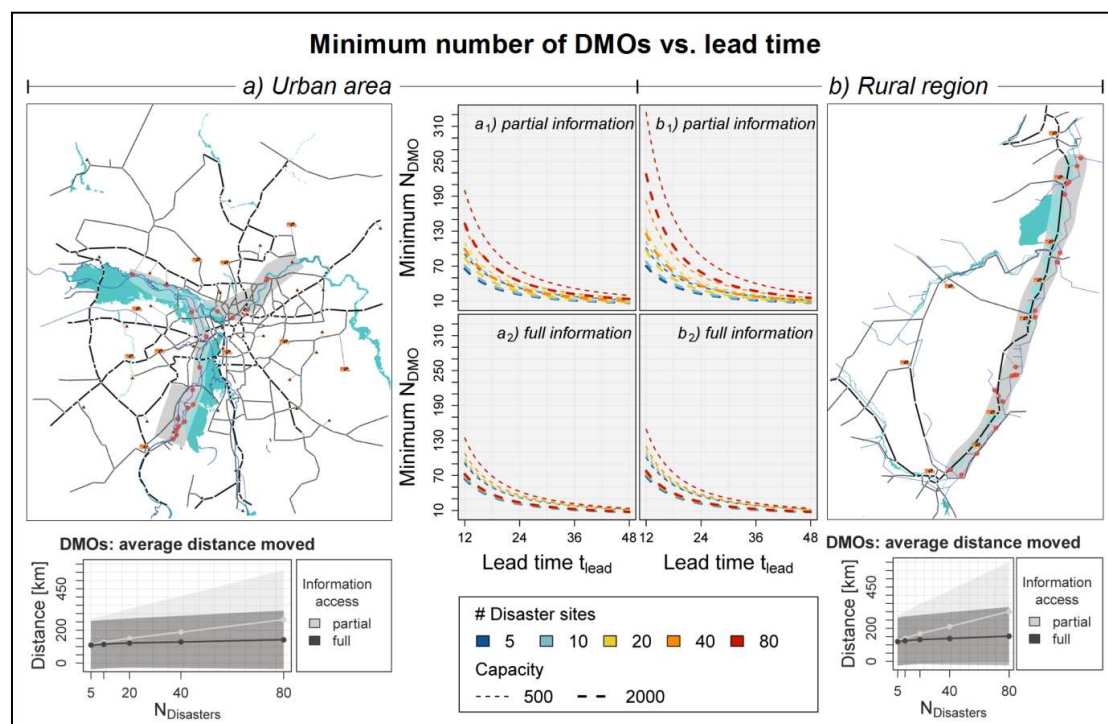 Minimum number of DMOs vs. lead time
a) Urban area
b) Rural region
a1) partial information
b1) partial information
Minimum NDMO
310
250
190
130
70
10
a2) full information
b2) full information
Minimum NDMO
310
250
190
130
70
10
12 24 36 48 12 24 36 48
Lead time tlead Lead time tlead
DMOs: average distance moved
Distance [km]
450
200
0
5 20 40 80
NDisasters
Information
access
partial
full
# Disaster sites
5 10 20 40 80
Capacity
500 2000
DMOs: average distance moved
Distance [km]
450
200
0
5 20 40 80
NDisasters
Information
access
partial
full